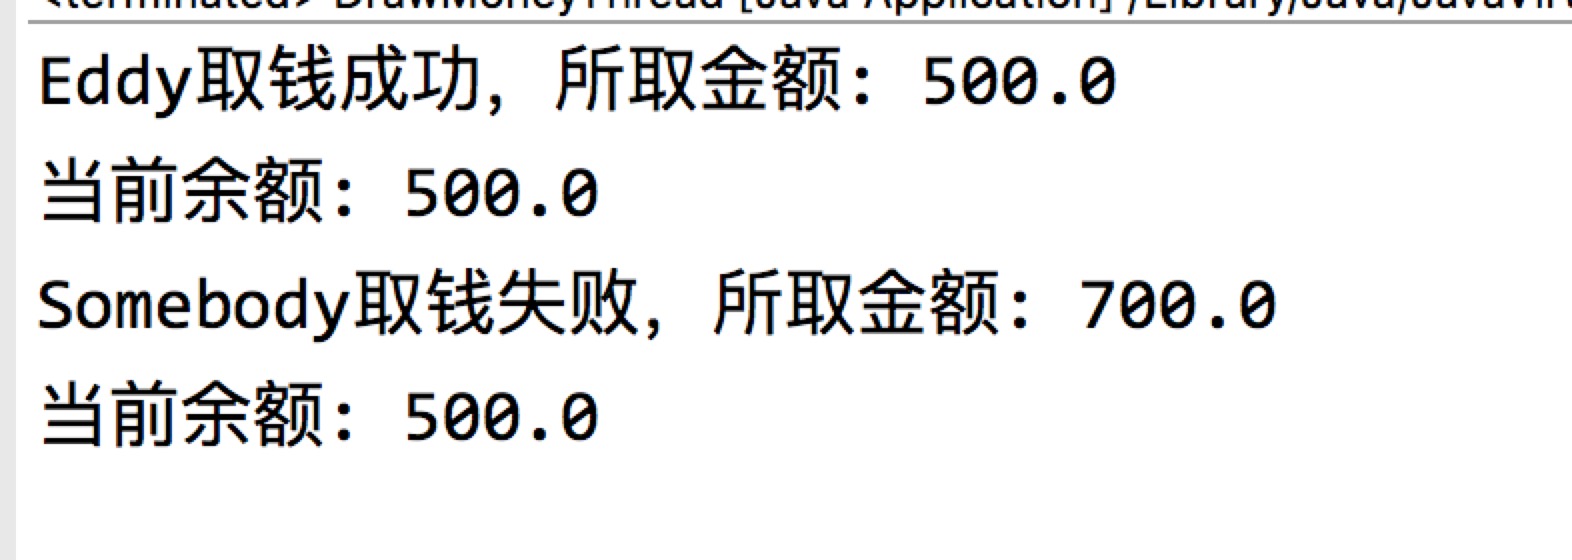 <terminated> DrawMoneyThread [Java Application] /Library/Java/JavaVir
Eddy取钱成功，所取金额：500.0
当前余额：500.0
Somebody取钱失败，所取金额：700.0
当前余额：500.0